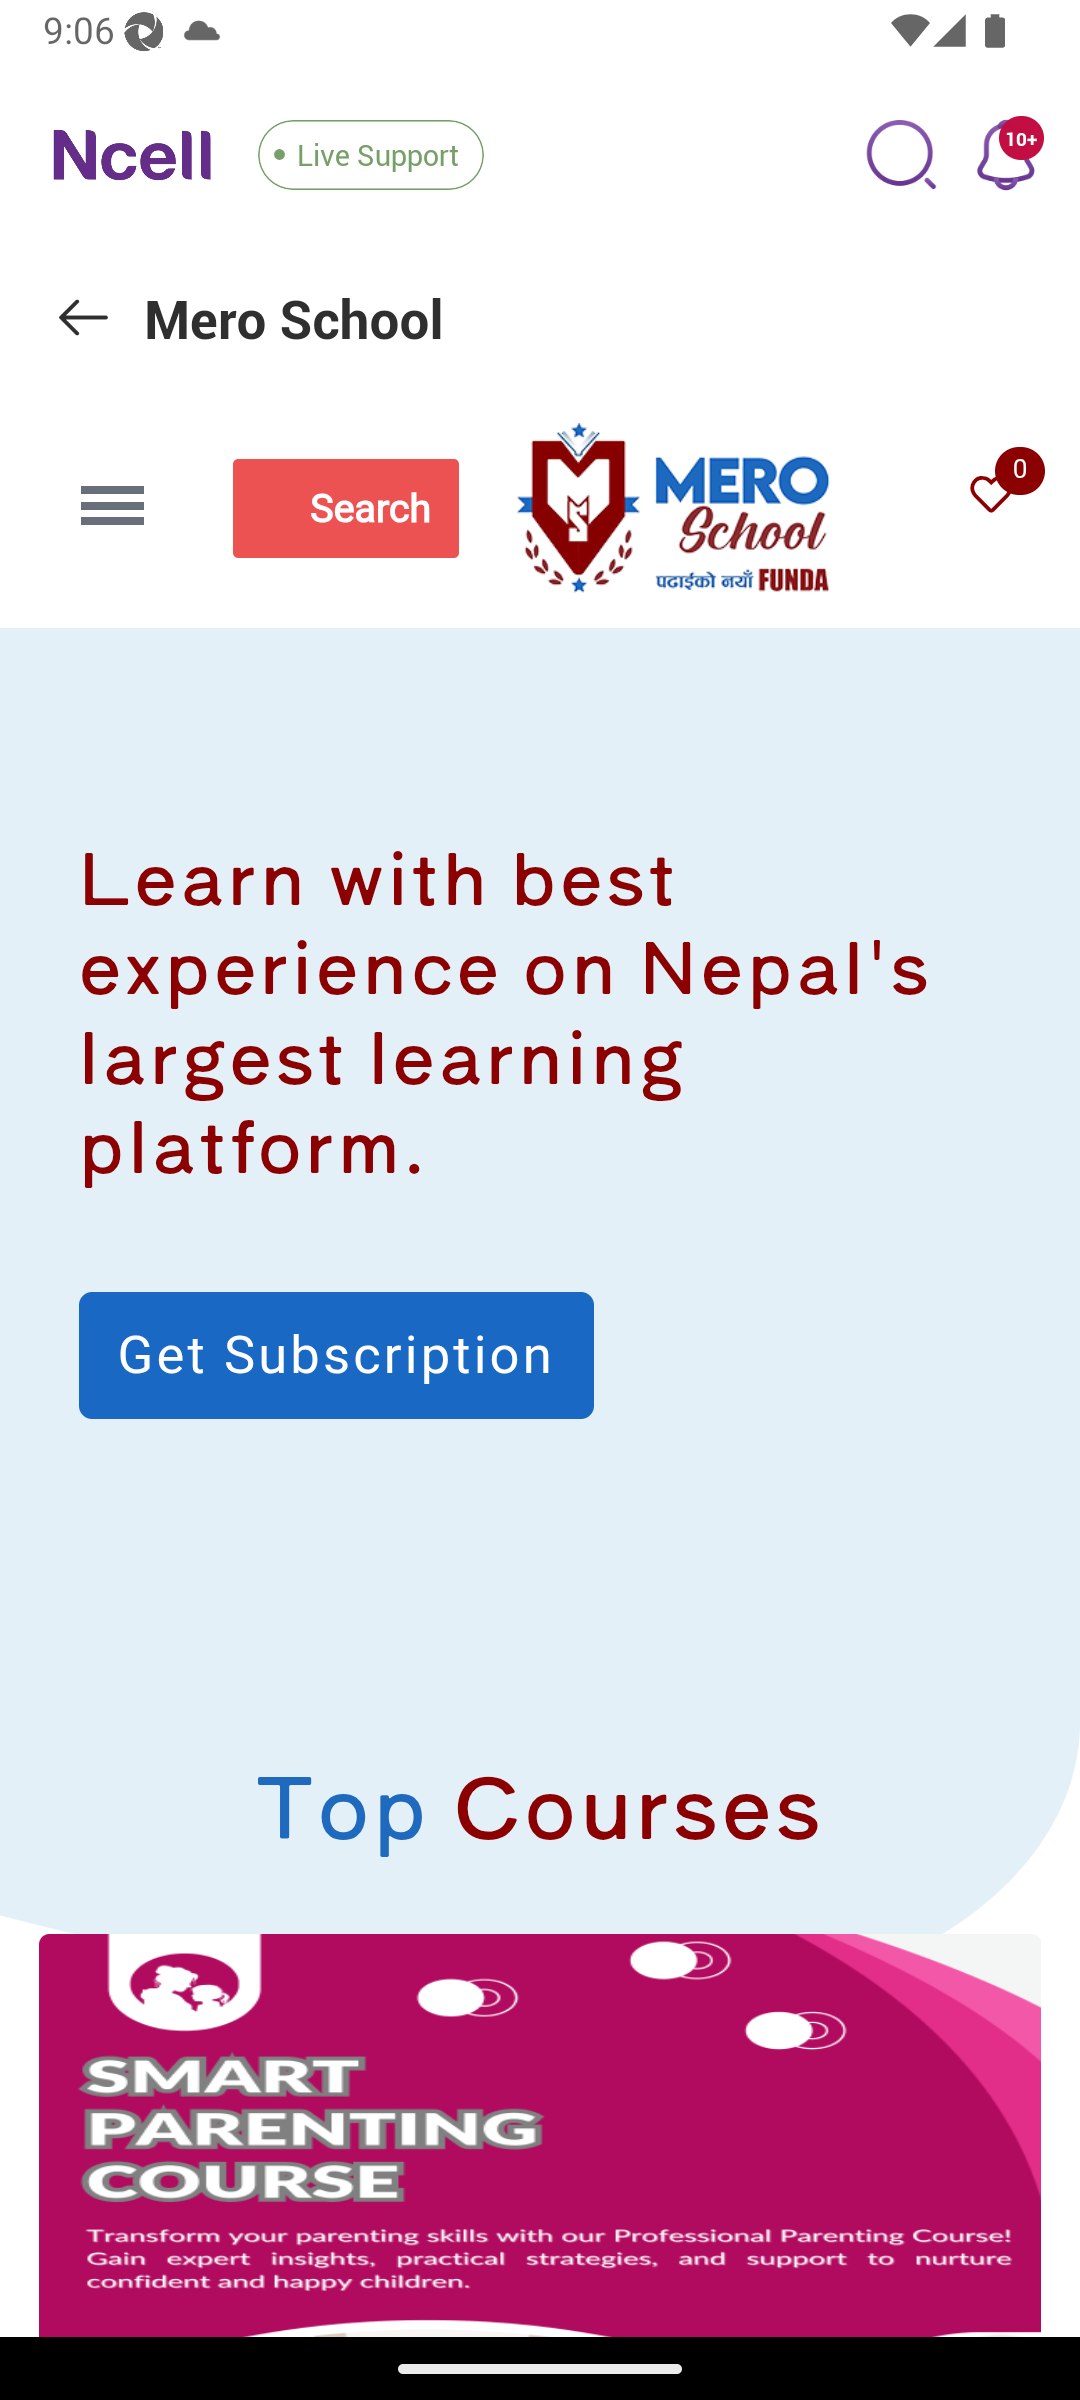 9:06
Ncell
Live Support
10+
Mero School
Search
MERO
School
पढाईको नयाँ FUNDA
0
Learn with best
experience on Nepal's
largest learning
platform.
Get Subscription
Top Courses
SMART
PARENTING
COURSE
Transform your parenting skills with our Professional Parenting Course!
Gain expert insights, practical strategies, and support to nurture
confident and happy children.